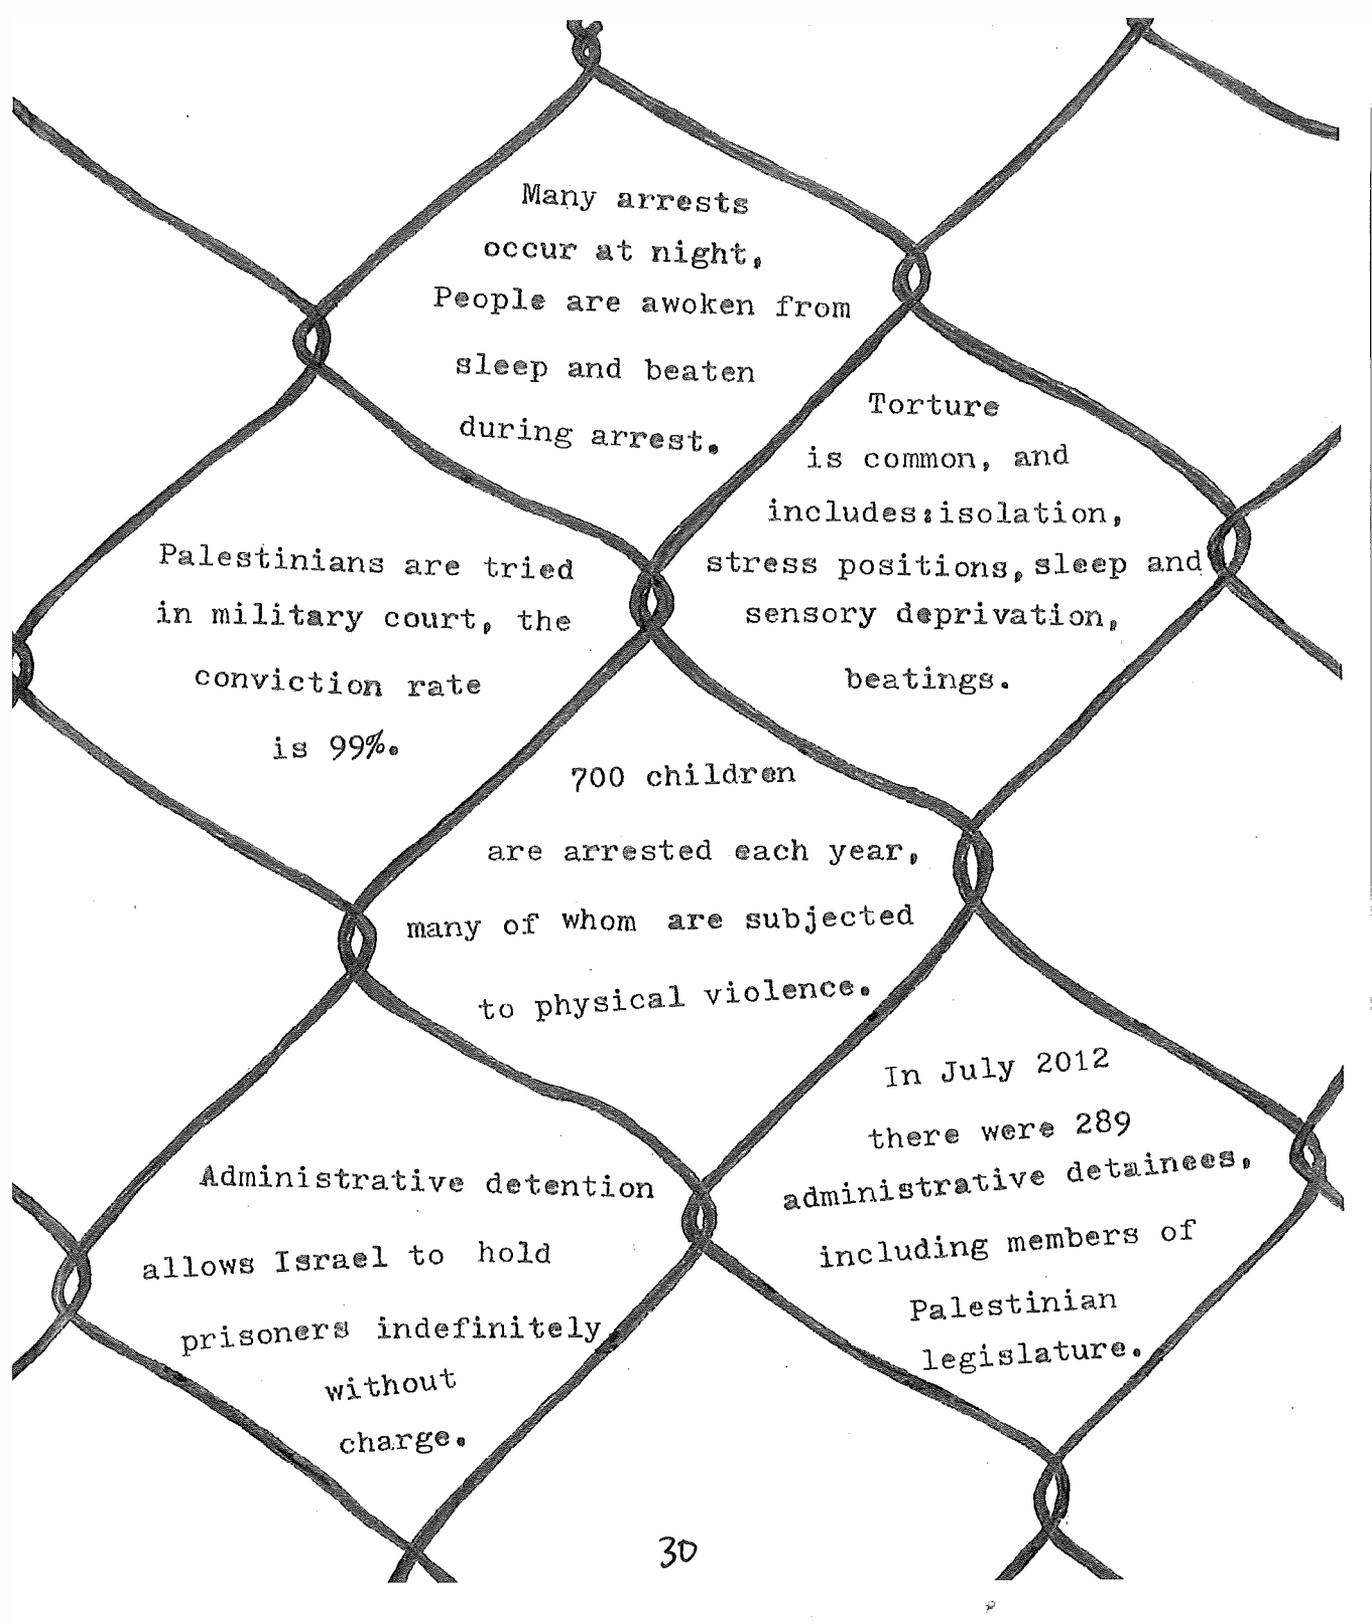 Many arrests
occur at night,
People are awoken from
sleep and beaten
during arrest.
Torture
is common, and
includes:isolation,
stress positions, sleep and
sensory deprivation,
beatings.
Palestinians are tried
in military court, the
conviction rate
is 99%.
700 children
are arrested each year,
many of whom are subjected
to physical violence.
In July 2012
there were 289
administrative detainees,
including members of
Palestinian
legislature.
Administrative detention
allows Israel to hold
prisoners indefinitely
without
charge.
30